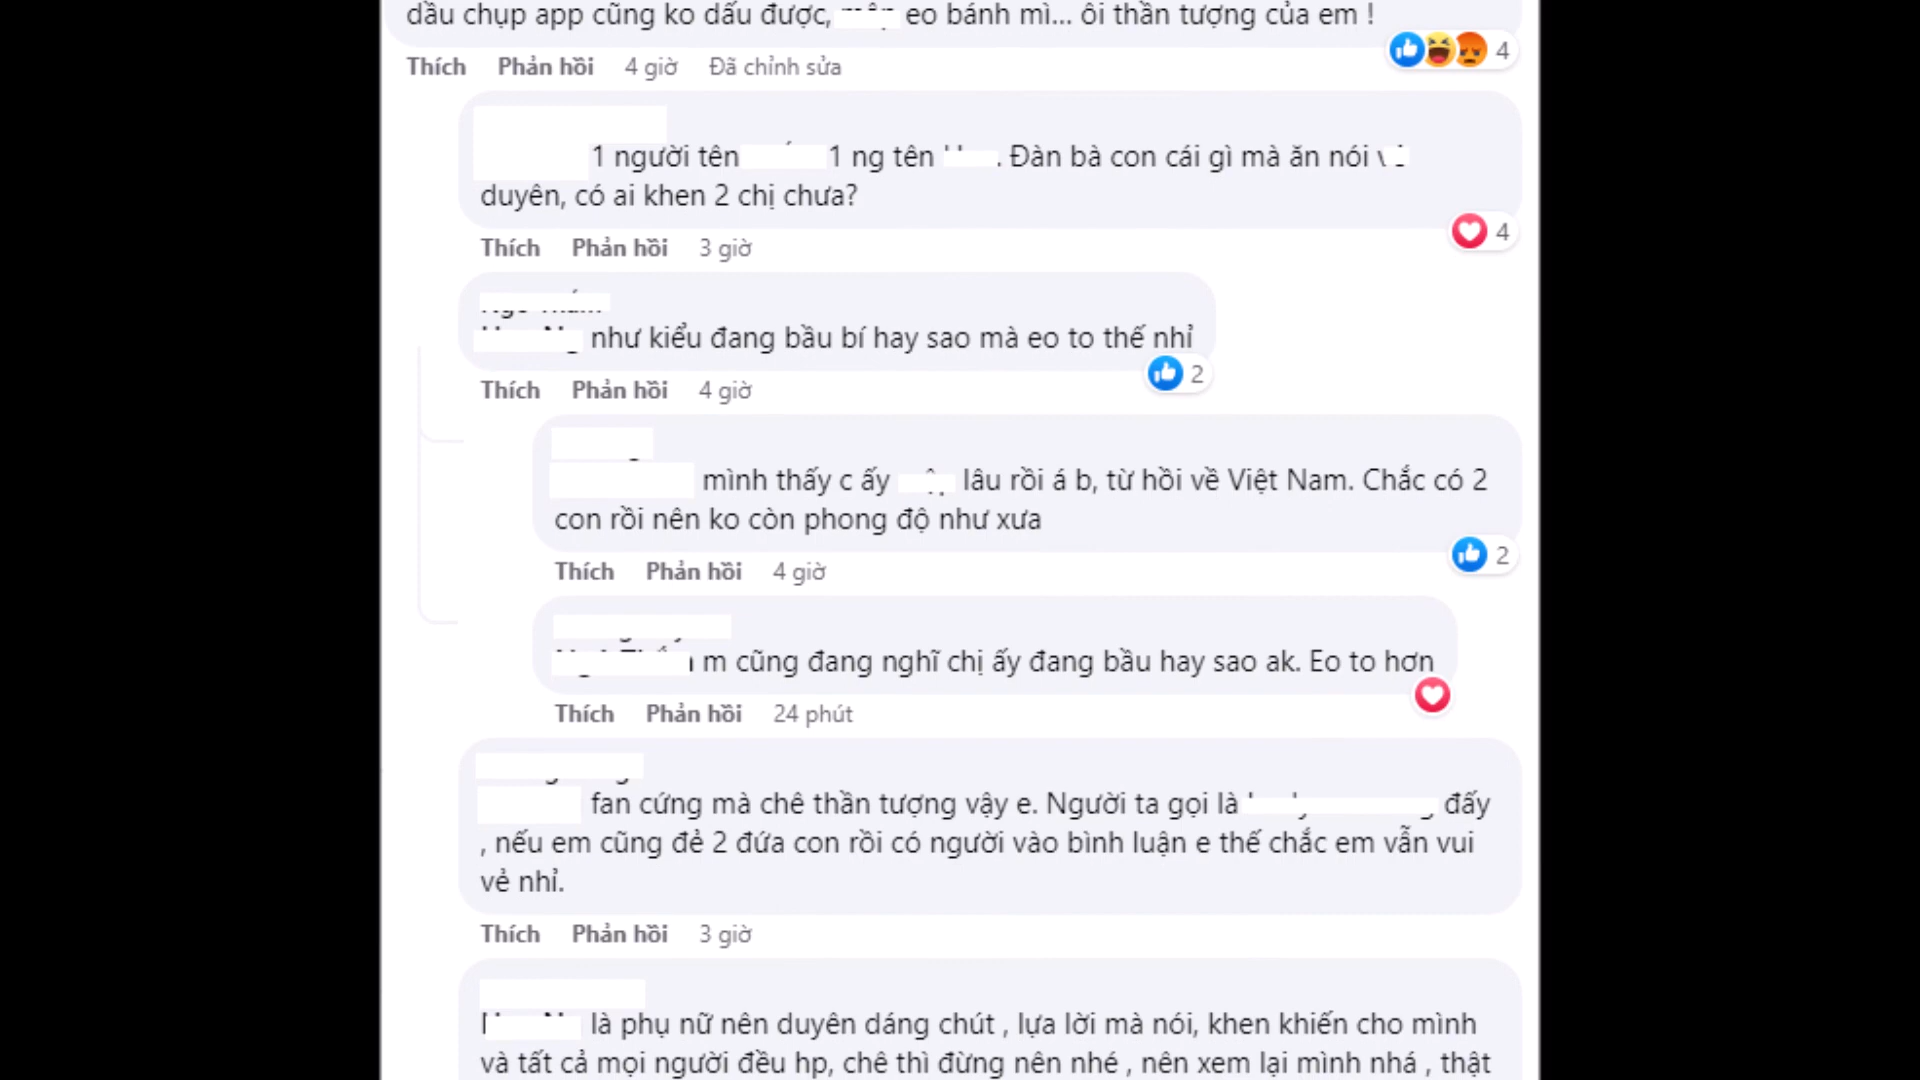 dầu chụp app cũng ko dấu được, eo bánh mì... ôi thần tượng của em !
4
Thích Phản hồi 4 giờ Đã chỉnh sửa
1 người tên 1 ng tên . Đàn bà con cái gì mà ăn nói
duyên, có ai khen 2 chị chưa?
4
Thích Phản hồi 3 giờ
như kiểu đang bầu bí hay sao mà eo to thế nhỉ
2
Thích Phản hồi 4 giờ
mình thấy c ấy lâu rồi á b, từ hồi về Việt Nam. Chắc có 2
con rồi nên ko còn phong độ như xưa
2
Thích Phản hồi 4 giờ
m cũng đang nghĩ chị ấy đang bầu hay sao ak. Eo to hơn
Thích Phản hồi 24 phút
fan cứng mà chê thần tượng vậy e. Người ta gọi là đấy
, nếu em cũng đẻ 2 đứa con rồi có người vào bình luận e thế chắc em vẫn vui
vẻ nhỉ.
Thích Phản hồi 3 giờ
là phụ nữ nên duyên dáng chút , lựa lời mà nói, khen khiến cho mình
và tất cả mọi người đều hp, chê thì đừng nên nhé , nên xem lại mình nhá , thật